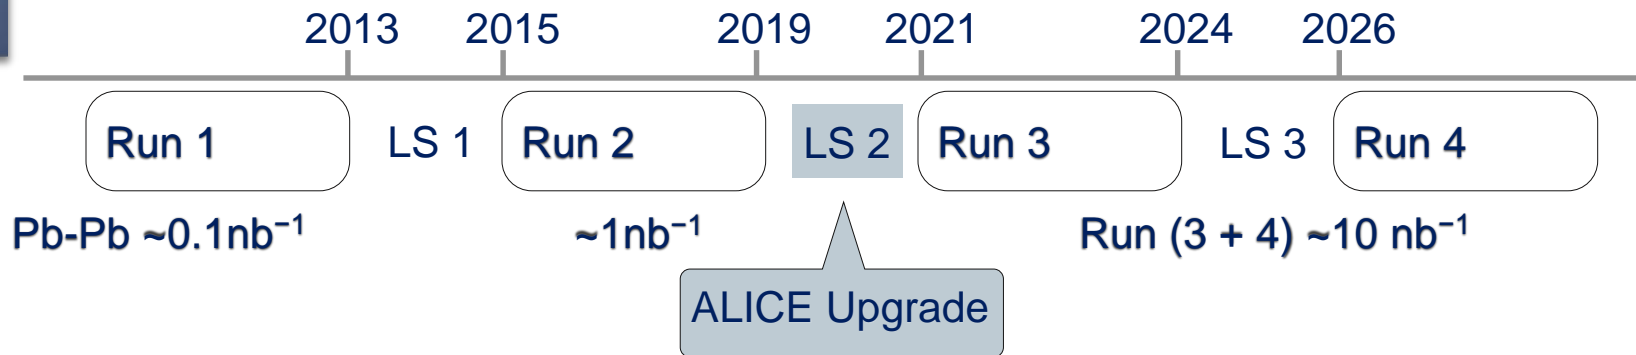 2013 2015 2019 2021 2024 2026
Run 1 LS 1 Run 2 LS 2 Run 3 LS 3 Run 4
Pb-Pb ~0.1nb⁻¹ ~1nb⁻¹ Run (3 + 4) ~10 nb⁻¹
ALICE Upgrade